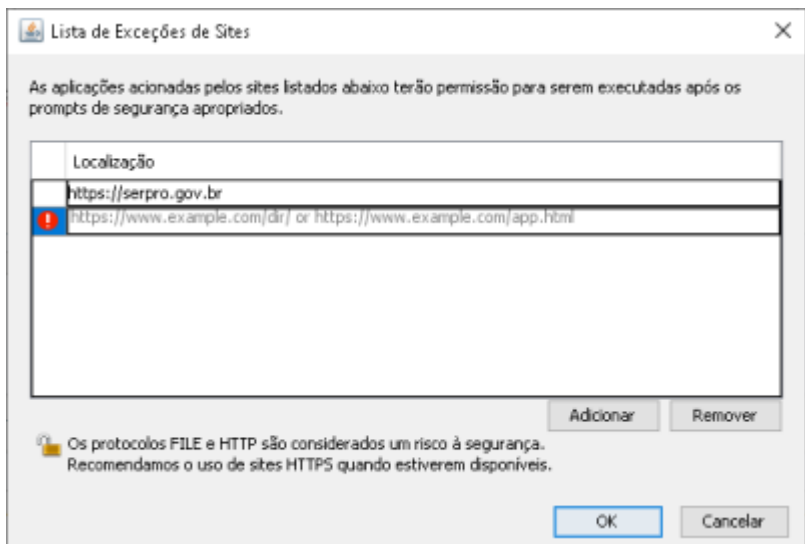 Lista de Exceções de Sites
As aplicações acionadas pelos sites listados abaixo terão permissão para serem executadas após os
prompts de segurança apropriados.
Localização
https://serpro.gov.br
https://www.example.com/dir/ or https://www.example.com/app.html
Adicionar Remover
Os protocolos FILE e HTTP são considerados um risco à segurança.
Recomendamos o uso de sites HTTPS quando estiverem disponíveis.
OK Cancelar